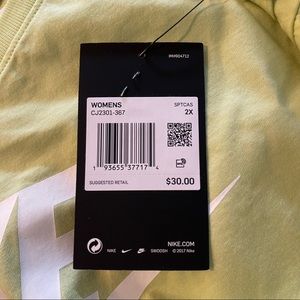 WOMENS
CJ2301-367
SPTCAS
2X
1 93655 37717 4
SUGGESTED RETAIL
$30.00
NIKE.COM
NIKE
SWOOSH
© 2017 Nike